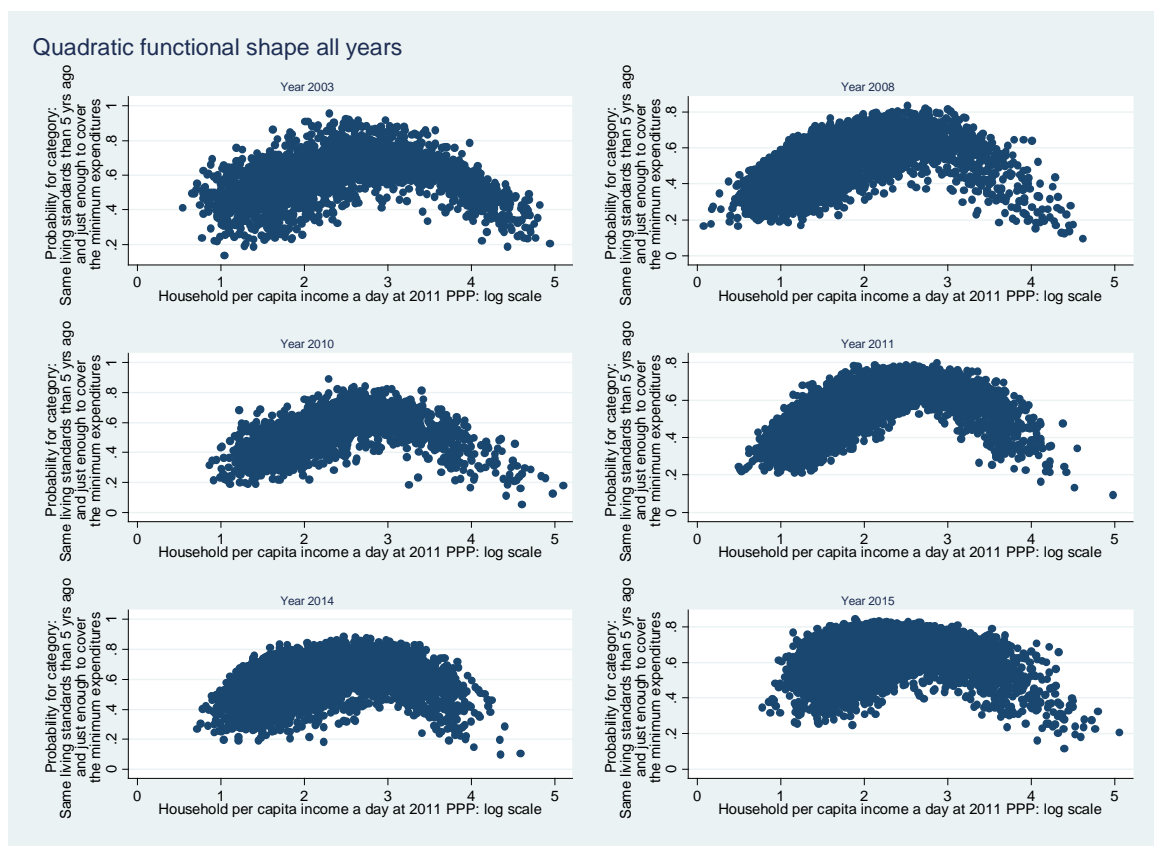 Quadratic functional shape all years
Year 2003
Probability for category:
Same living standards than 5 yrs ago
and just enough to cover
the minimum expenditures
1
.8
.6
.4
.2
0
1
2
3
4
5
Household per capita income a day at 2011 PPP: log scale
Year 2008
Probability for category:
Same living standards than 5 yrs ago
and just enough to cover
the minimum expenditures
.8
.6
.4
.2
0
0
1
2
3
4
5
Household per capita income a day at 2011 PPP: log scale
Year 2010
Probability for category:
Same living standards than 5 yrs ago
and just enough to cover
the minimum expenditures
1
.8
.6
.4
.2
0
0
1
2
3
4
5
Household per capita income a day at 2011 PPP: log scale
Year 2011
Probability for category:
Same living standards than 5 yrs ago
and just enough to cover
the minimum expenditures
.8
.6
.4
.2
0
0
1
2
3
4
5
Household per capita income a day at 2011 PPP: log scale
Year 2014
Probability for category:
Same living standards than 5 yrs ago
and just enough to cover
the minimum expenditures
1
.8
.6
.4
.2
0
0
1
2
3
4
5
Household per capita income a day at 2011 PPP: log scale
Year 2015
Probability for category:
Same living standards than 5 yrs ago
and just enough to cover
the minimum expenditures
.8
.6
.4
.2
0
0
1
2
3
4
5
Household per capita income a day at 2011 PPP: log scale